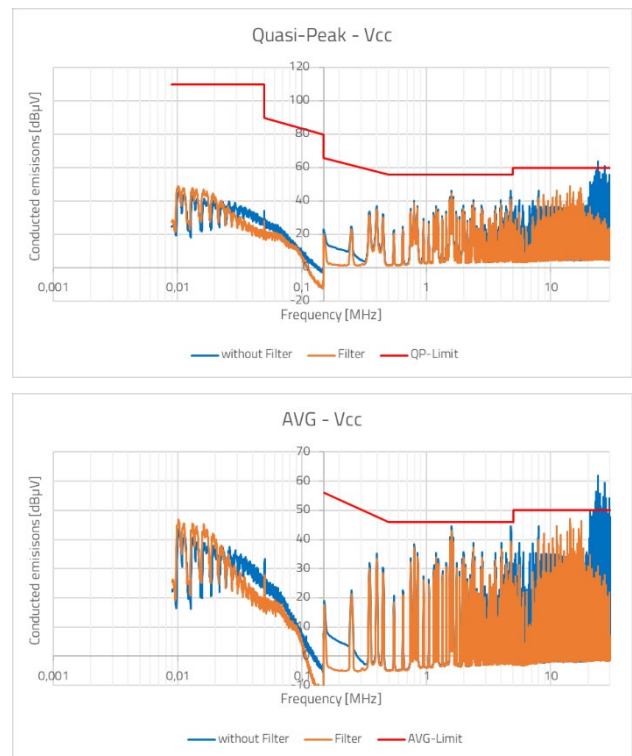 Quasi-Peak - Vcc
Conducted emisisons [dBµV]
120
100
80
60
40
20
0
-20
0,001
0,01
0,1
1
10
Frequency [MHz]
without Filter
Filter
QP-Limit
AVG - Vcc
Conducted emisisons [dBµV]
70
60
50
40
30
20
10
-10
0,001
0,01
0,1
1
10
Frequency [MHz]
without Filter
Filter
AVG-Limit